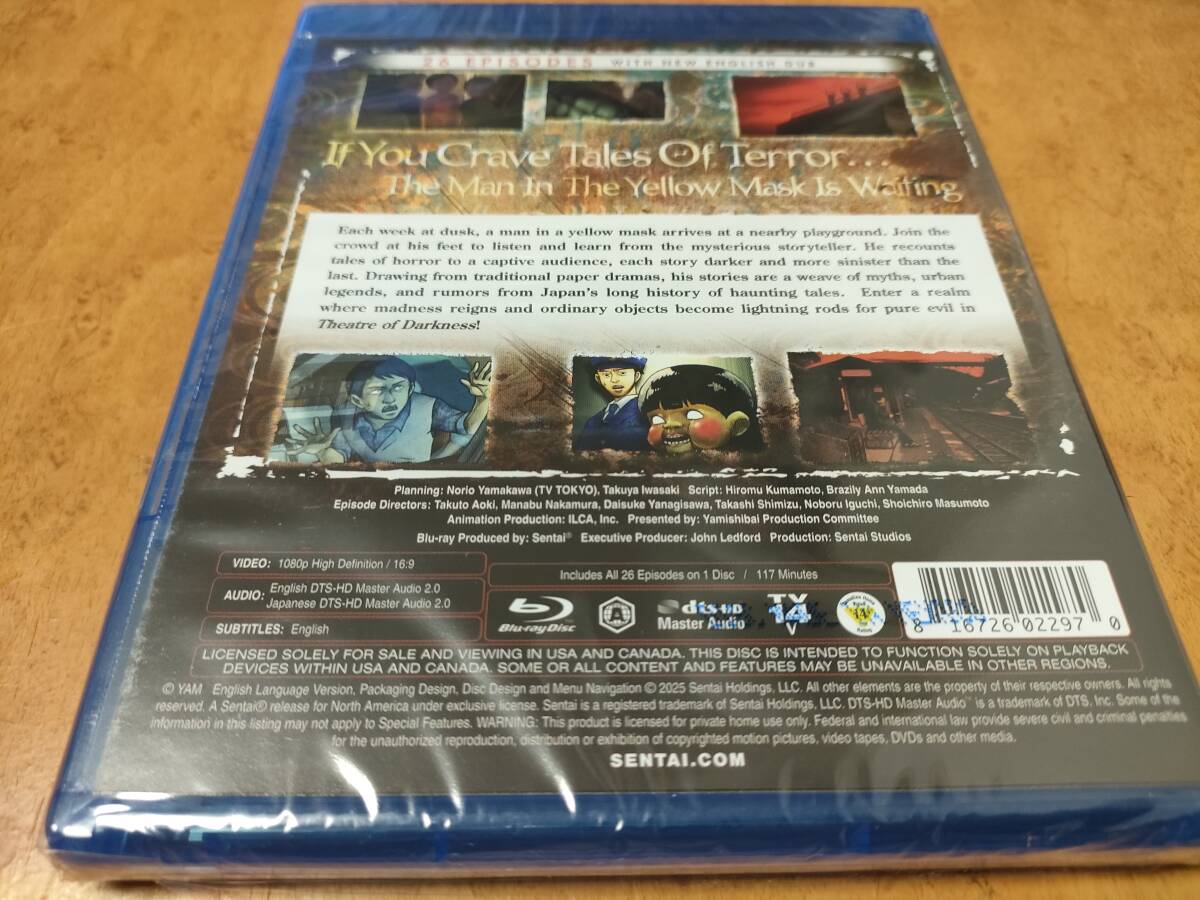 26 EPISODES WITH NEW ENGLISH DUB
If You Crave Tales Of Terror...
The Man In The Yellow Mask Is Waiting
Each week at dusk, a man in a yellow mask arrives at a nearby playground. Join the
crowd at his feet to listen and learn from the mysterious storyteller. He recounts
tales of horror to a captive audience, each story darker and more sinister than the
last. Drawing from traditional paper dramas, his stories are a weave of myths, urban
legends, and rumors from Japan's long history of haunting tales. Enter a realm
where madness reigns and ordinary objects become lightning rods for pure evil in
Theatre of Darkness!
Planning: Norio Yamakawa (TV TOKYO), Takuya Iwasaki Script: Hiromu Kumamoto, Brazily Ann Yamada
Episode Directors: Takuto Aoki, Manabu Nakamura, Daisuke Yanagisawa, Takashi Shimizu, Noboru Iguchi, Shoichiro Masumoto
Animation Production: ILCA, Inc. Presented by: Yamishibai Production Committee
Blu-ray Produced by: Sentai® Executive Producer: John Ledford Production: Sentai Studios
VIDEO: 1080p High Definition / 16:9
AUDIO: English DTS-HD Master Audio 2.0
Japanese DTS-HD Master Audio 2.0
SUBTITLES: English
Includes All 26 Episodes on 1 Disc / 117 Minutes
Blu-ray Disc
A
dts-HD
Master Audio
TV
14
V
14
8 16726 02297 0
LICENSED SOLELY FOR SALE AND VIEWING IN USA AND CANADA. THIS DISC IS INTENDED TO FUNCTION SOLELY ON PLAYBACK
DEVICES WITHIN USA AND CANADA. SOME OR ALL CONTENT AND FEATURES MAY BE UNAVAILABLE IN OTHER REGIONS.
© YAM English Language Version, Packaging Design, Disc Design and Menu Navigation © 2025 Sentai Holdings, LLC. All other elements are the property of their respective owners. All rights
reserved. A Sentai® release for North America under exclusive license. Sentai is a registered trademark of Sentai Holdings, LLC. DTS-HD Master Audio™ is a trademark of DTS, Inc. Some of the
information in this listing may not apply to Special Features. WARNING: This product is licensed for private home use only. Federal and international law provide severe civil and criminal penalties
for the unauthorized reproduction, distribution or exhibition of copyrighted motion pictures, video tapes, DVDs and other media.
SENTAI.COM